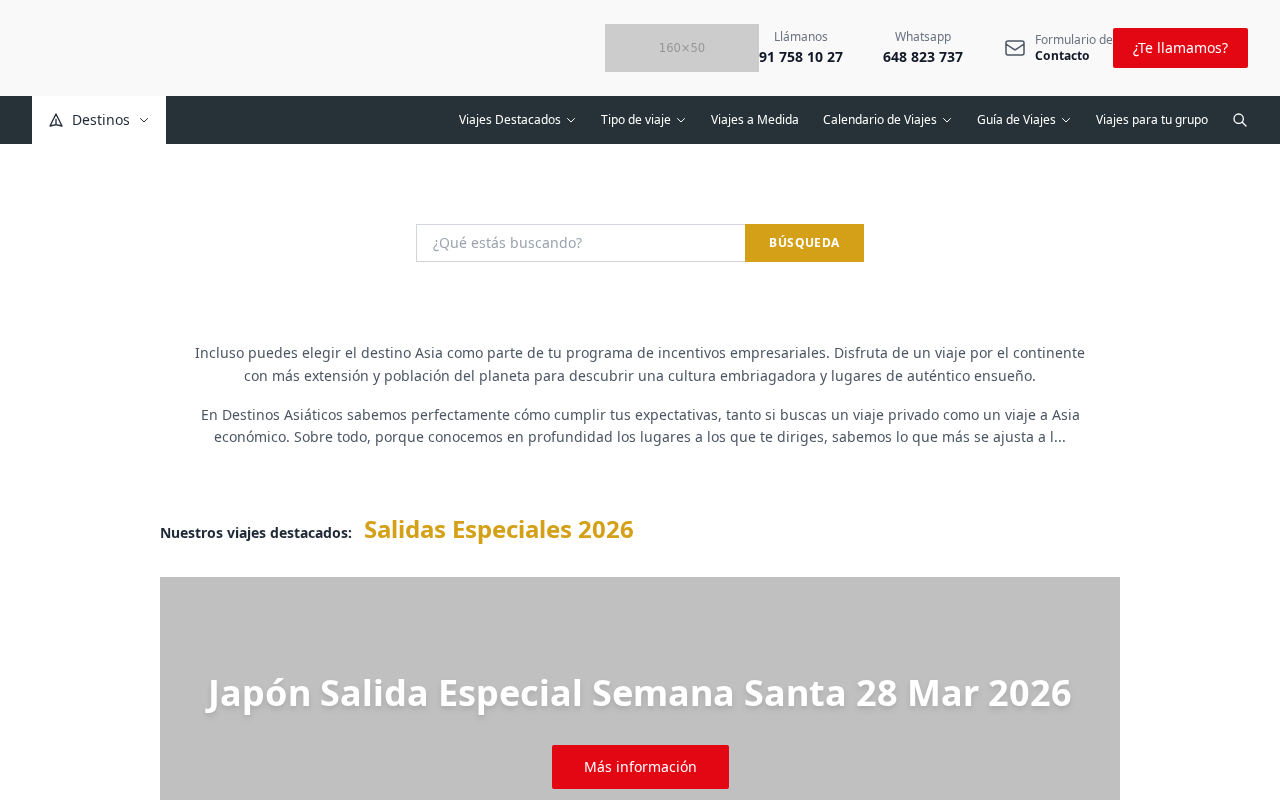 160×50
Llámanos
91 758 10 27
Whatsapp
648 823 737
Formulario de
Contacto
¿Te llamamos?
Destinos
Viajes Destacados
Tipo de viaje
Viajes a Medida
Calendario de Viajes
Guía de Viajes
Viajes para tu grupo
¿Qué estás buscando?
BÚSQUEDA
Incluso puedes elegir el destino Asia como parte de tu programa de incentivos empresariales. Disfruta de un viaje por el continente
con más extensión y población del planeta para descubrir una cultura embriagadora y lugares de auténtico ensueño.
En Destinos Asiáticos sabemos perfectamente cómo cumplir tus expectativas, tanto si buscas un viaje privado como un viaje a Asia
económico. Sobre todo, porque conocemos en profundidad los lugares a los que te diriges, sabemos lo que más se ajusta a l...
Nuestros viajes destacados: Salidas Especiales 2026
Japón Salida Especial Semana Santa 28 Mar 2026
Más información